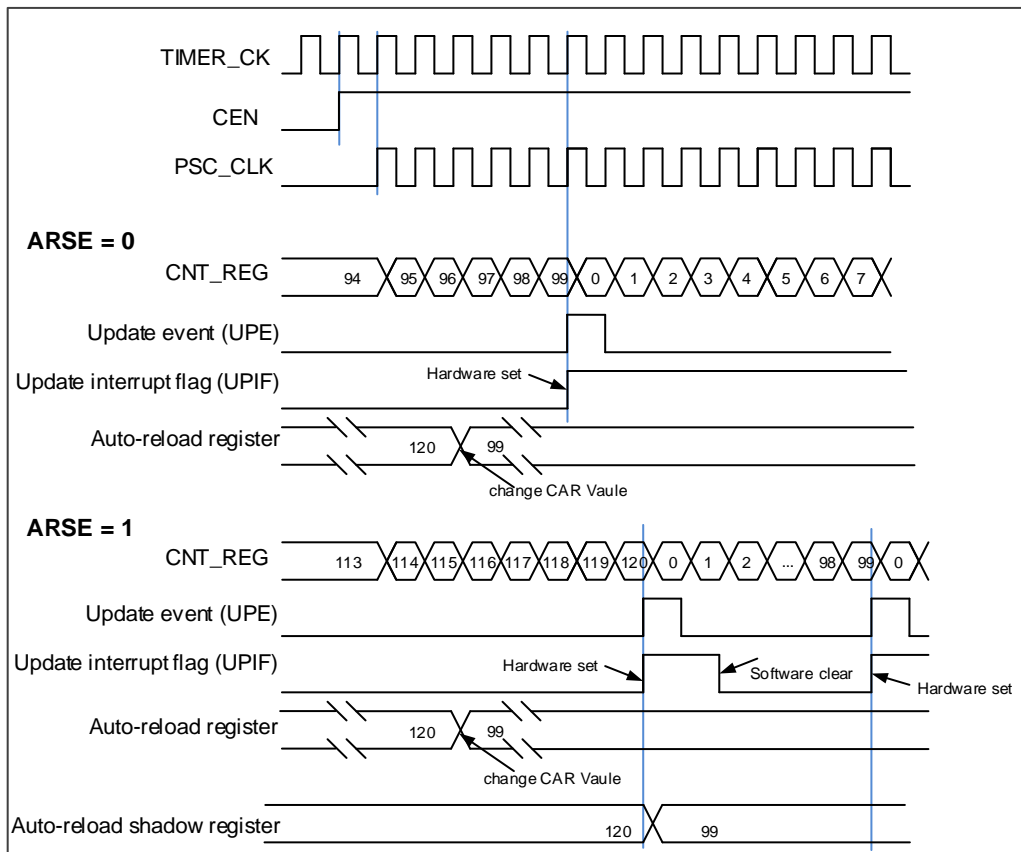 TIMER_CK
CEN
PSC_CLK
ARSE = 0
CNT_REG 94 95 96 97 98 99 0 1 2 3 4 5 6 7
Update event (UPE)
Update interrupt flag (UPIF) Hardware set
Auto-reload register 120 99
change CAR Vaule
ARSE = 1
CNT_REG 113 114 115 116 117 118 119 120 0 1 2 ... 98 99 0
Update event (UPE)
Update interrupt flag (UPIF) Hardware set Software clear Hardware set
Auto-reload register 120 99
change CAR Vaule
Auto-reload shadow register 120 99